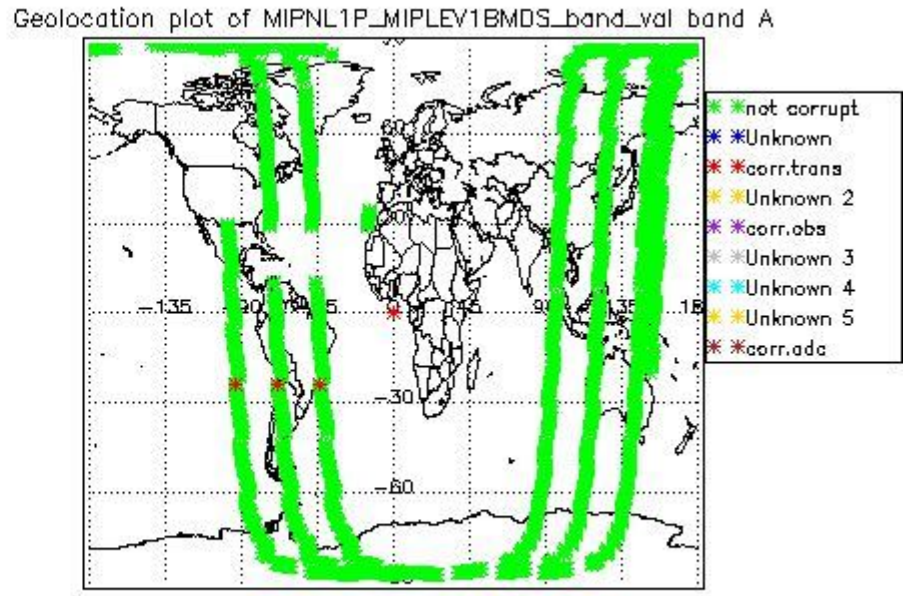 Geolocation plot of MIPNL1P_MIPLEV1BMDS_band_val band A
not corrupt
Unknown
corr.trans
Unknown 2
corr.obs
Unknown 3
Unknown 4
Unknown 5
corr.adc
-135
-30
-60